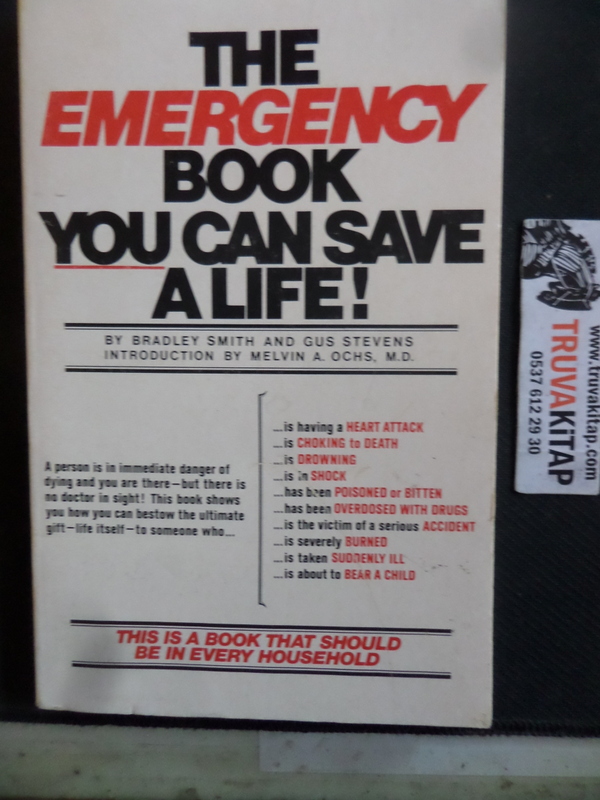 THE
EMERGENCY
BOOK
YOU CAN SAVE
A LIFE!
BY BRADLEY SMITH AND GUS STEVENS
INTRODUCTION BY MELVIN A. OCHS, M.D.
A person is in immediate danger of
dying and you are there—but there is
no doctor in sight! This book shows
you how you can bestow the ultimate
gift—life itself—to someone who...
...is having a HEART ATTACK
...is CHOKING to DEATH
...is DROWNING
...is in SHOCK
...has been POISONED or BITTEN
...has been OVERDOSED WITH DRUGS
...is the victim of a serious ACCIDENT
...is severely BURNED
...is taken SUDDENLY ILL
...is about to BEAR A CHILD
THIS IS A BOOK THAT SHOULD
BE IN EVERY HOUSEHOLD
www.truvakitap.com
TRUVAKITAP
0537 612 29 30